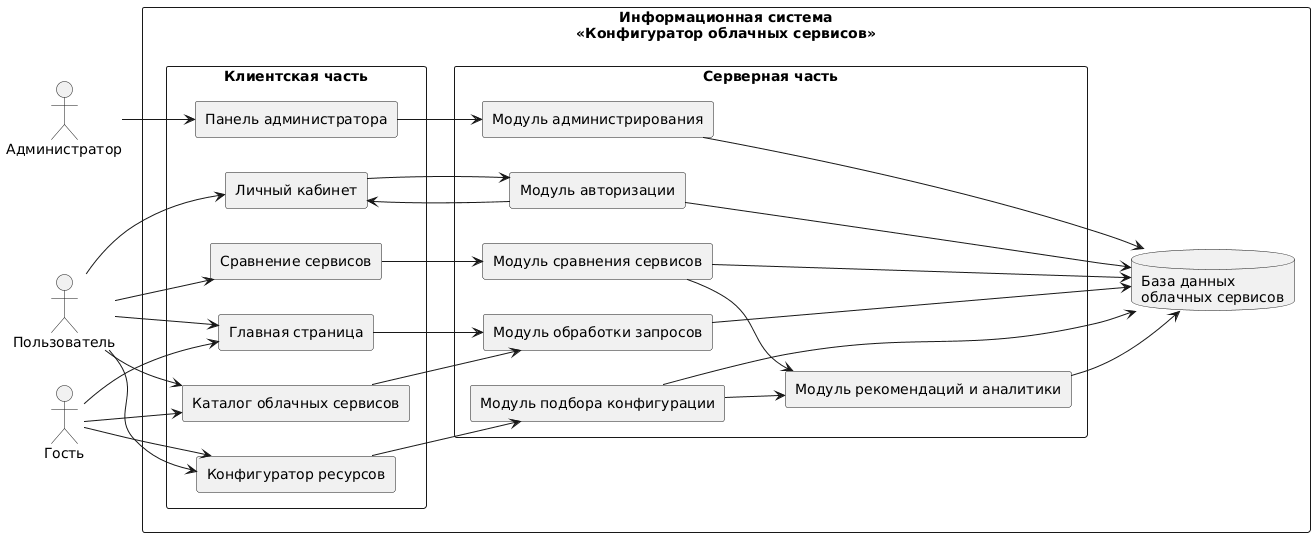 Информационная система
«Конфигуратор облачных сервисов»
Клиентская часть
Серверная часть
Администратор
Панель администратора
Модуль администрирования
Личный кабинет
Модуль авторизации
Сравнение сервисов
Модуль сравнения сервисов
База данных
облачных сервисов
Пользователь
Главная страница
Модуль обработки запросов
Каталог облачных сервисов
Модуль подбора конфигурации
Модуль рекомендаций и аналитики
Гость
Конфигуратор ресурсов